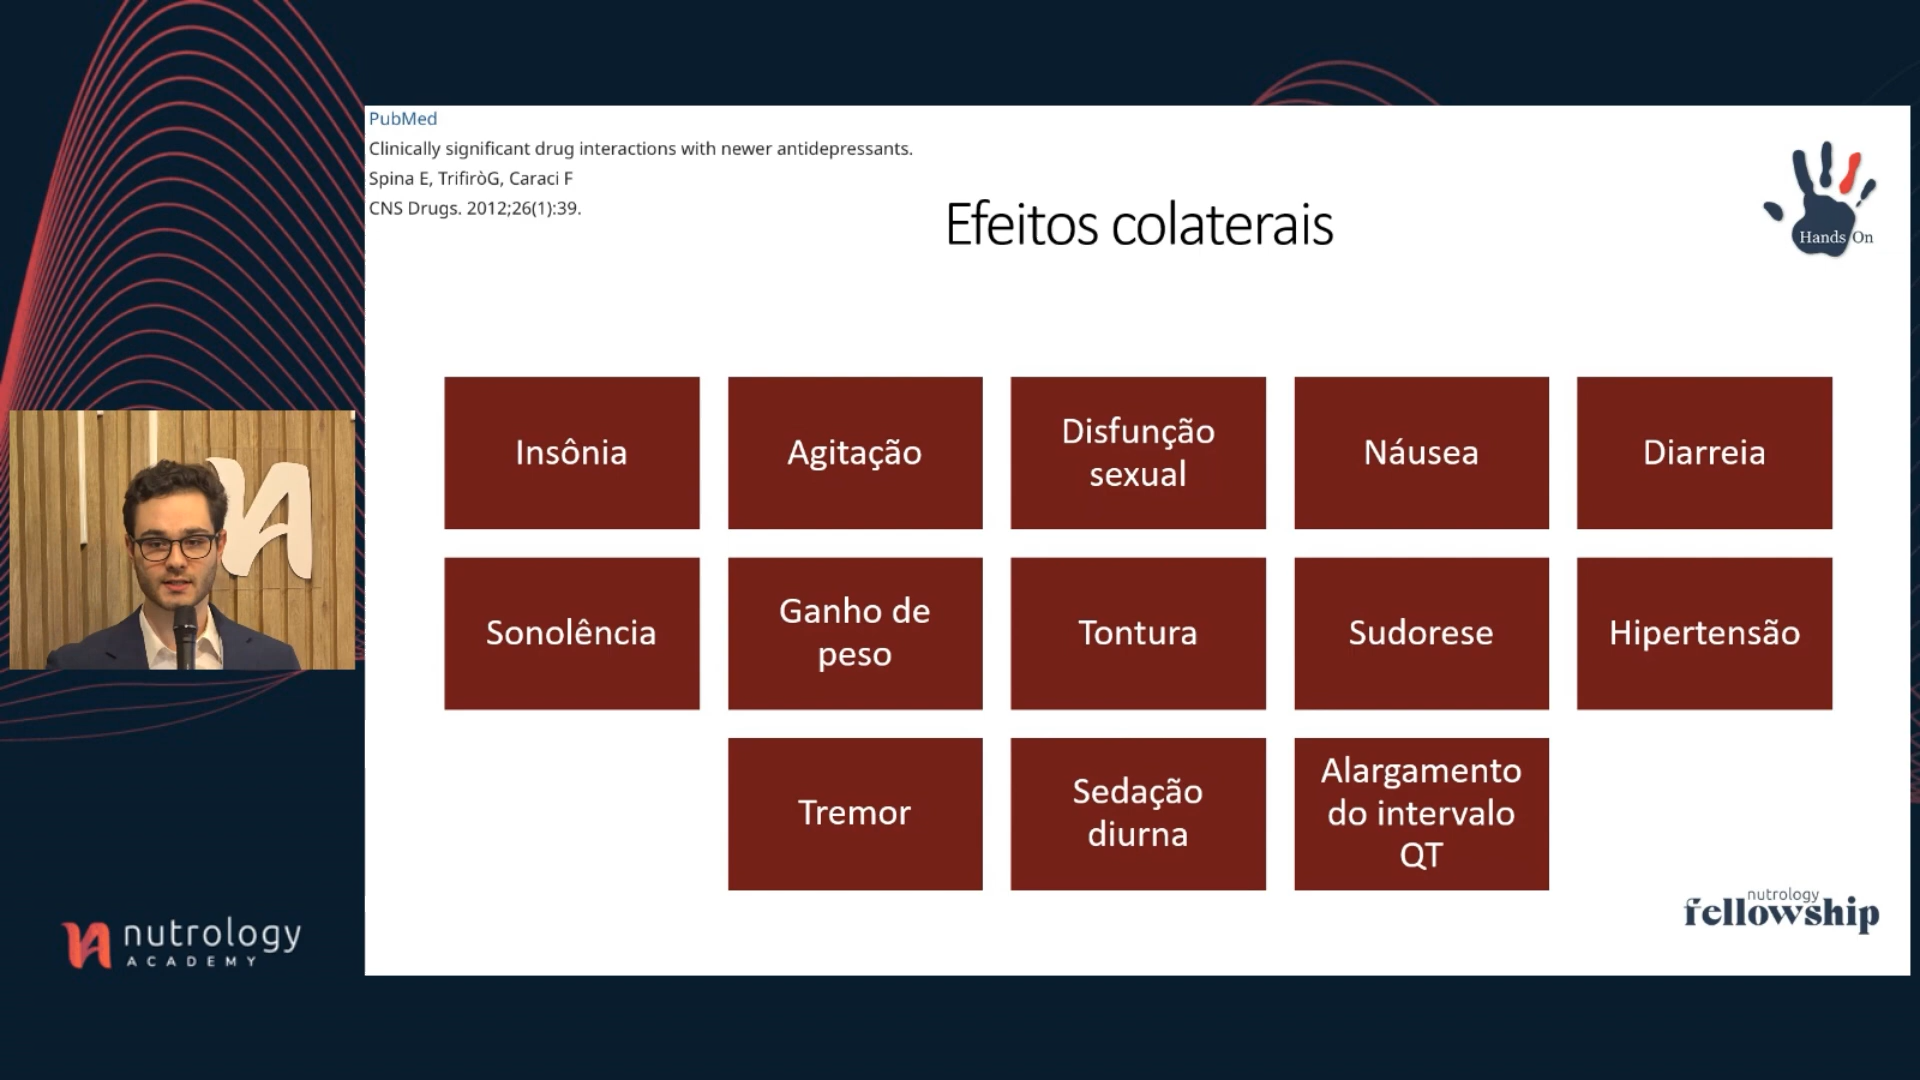 PubMed
Clinically significant drug interactions with newer antidepressants.
Spina E, TrifiròG, Caraci F
CNS Drugs. 2012;26(1):39.
Efeitos colaterais
Hands On
Insônia
Agitação
Disfunção
sexual
Náusea
Diarreia
Sonolência
Ganho de
peso
Tontura
Sudorese
Hipertensão
Tremor
Sedação
diurna
Alargamento
do intervalo
QT
nutrology
fellowship
nutrology
ACADEMY